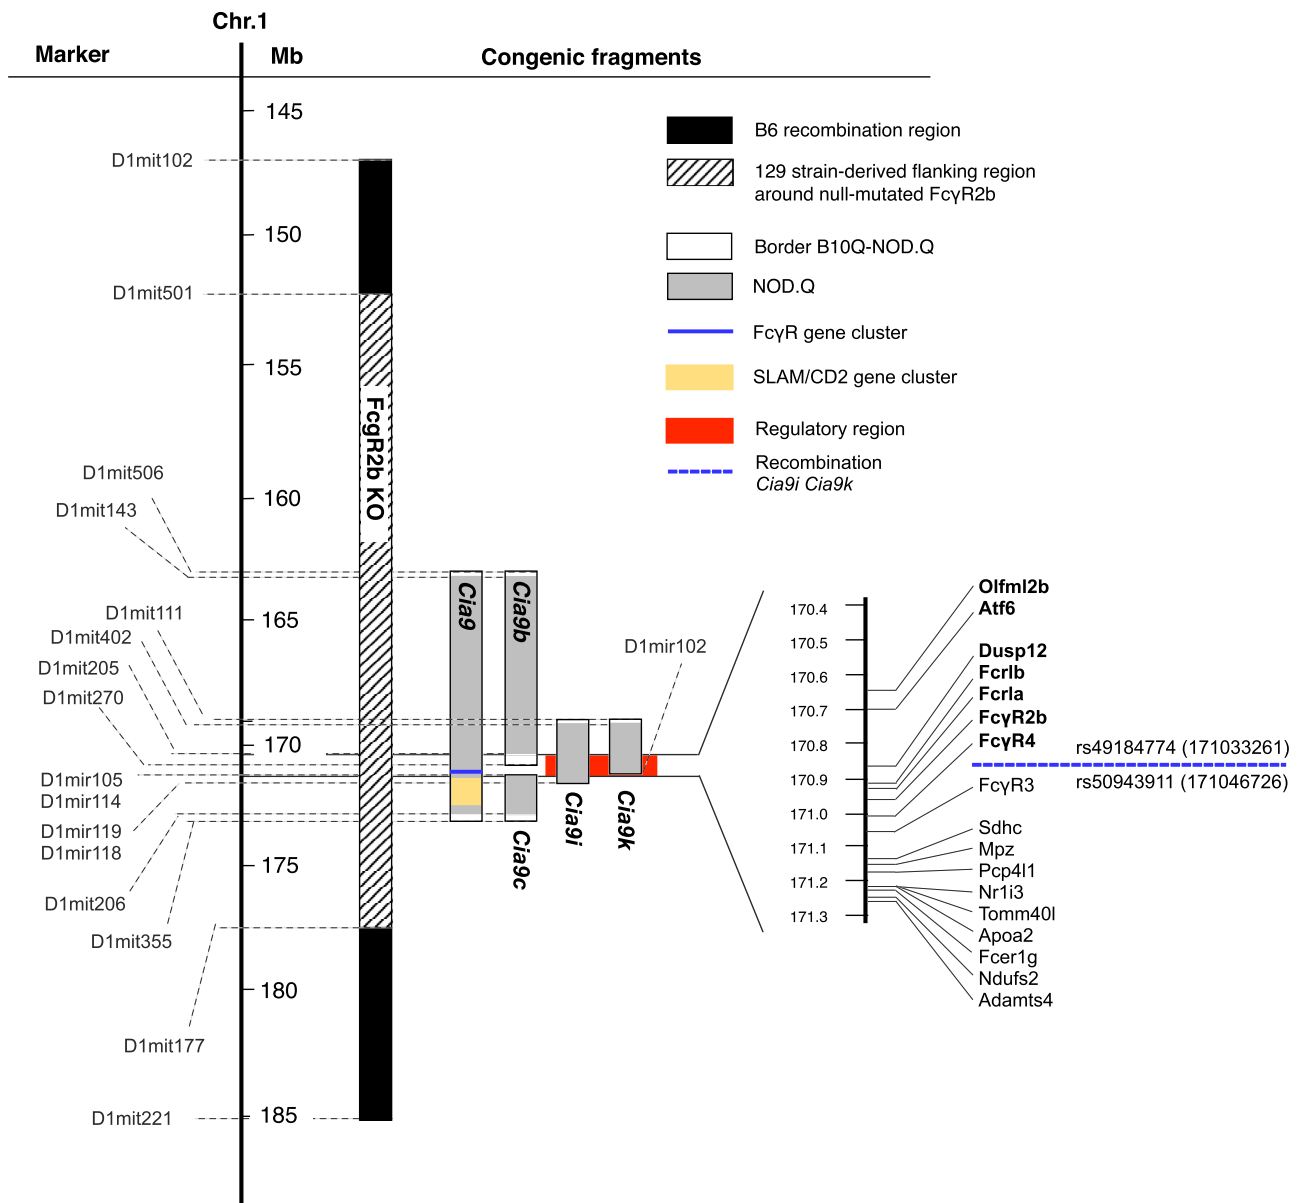 Chr.1
Marker
Mb
Congenic fragments
145
150
155
160
165
170
175
180
185
D1mit102
D1mit501
D1mit506
D1mit143
D1mit111
D1mit402
D1mit205
D1mit270
D1mir105
D1mir114
D1mir119
D1mir118
D1mit206
D1mit355
D1mit177
D1mit221
FcgR2b KO
Cia9
Cia9b
Cia9c
Cia9i
Cia9k
D1mir102
B6 recombination region
129 strain-derived flanking region
around null-mutated FcγR2b
Border B10Q-NOD.Q
NOD.Q
FcγR gene cluster
SLAM/CD2 gene cluster
Regulatory region
Recombination
Cia9i Cia9k
170.4
170.5
170.6
170.7
170.8
170.9
171.0
171.1
171.2
171.3
Olfml2b
Atf6
Dusp12
Fcrlb
Fcrla
FcγR2b
FcγR4
FcγR3
Sdhc
Mpz
Pcp4l1
Nr1i3
Tomm40l
Apoa2
Fcer1g
Ndufs2
Adamts4
rs49184774 (171033261)
rs50943911 (171046726)